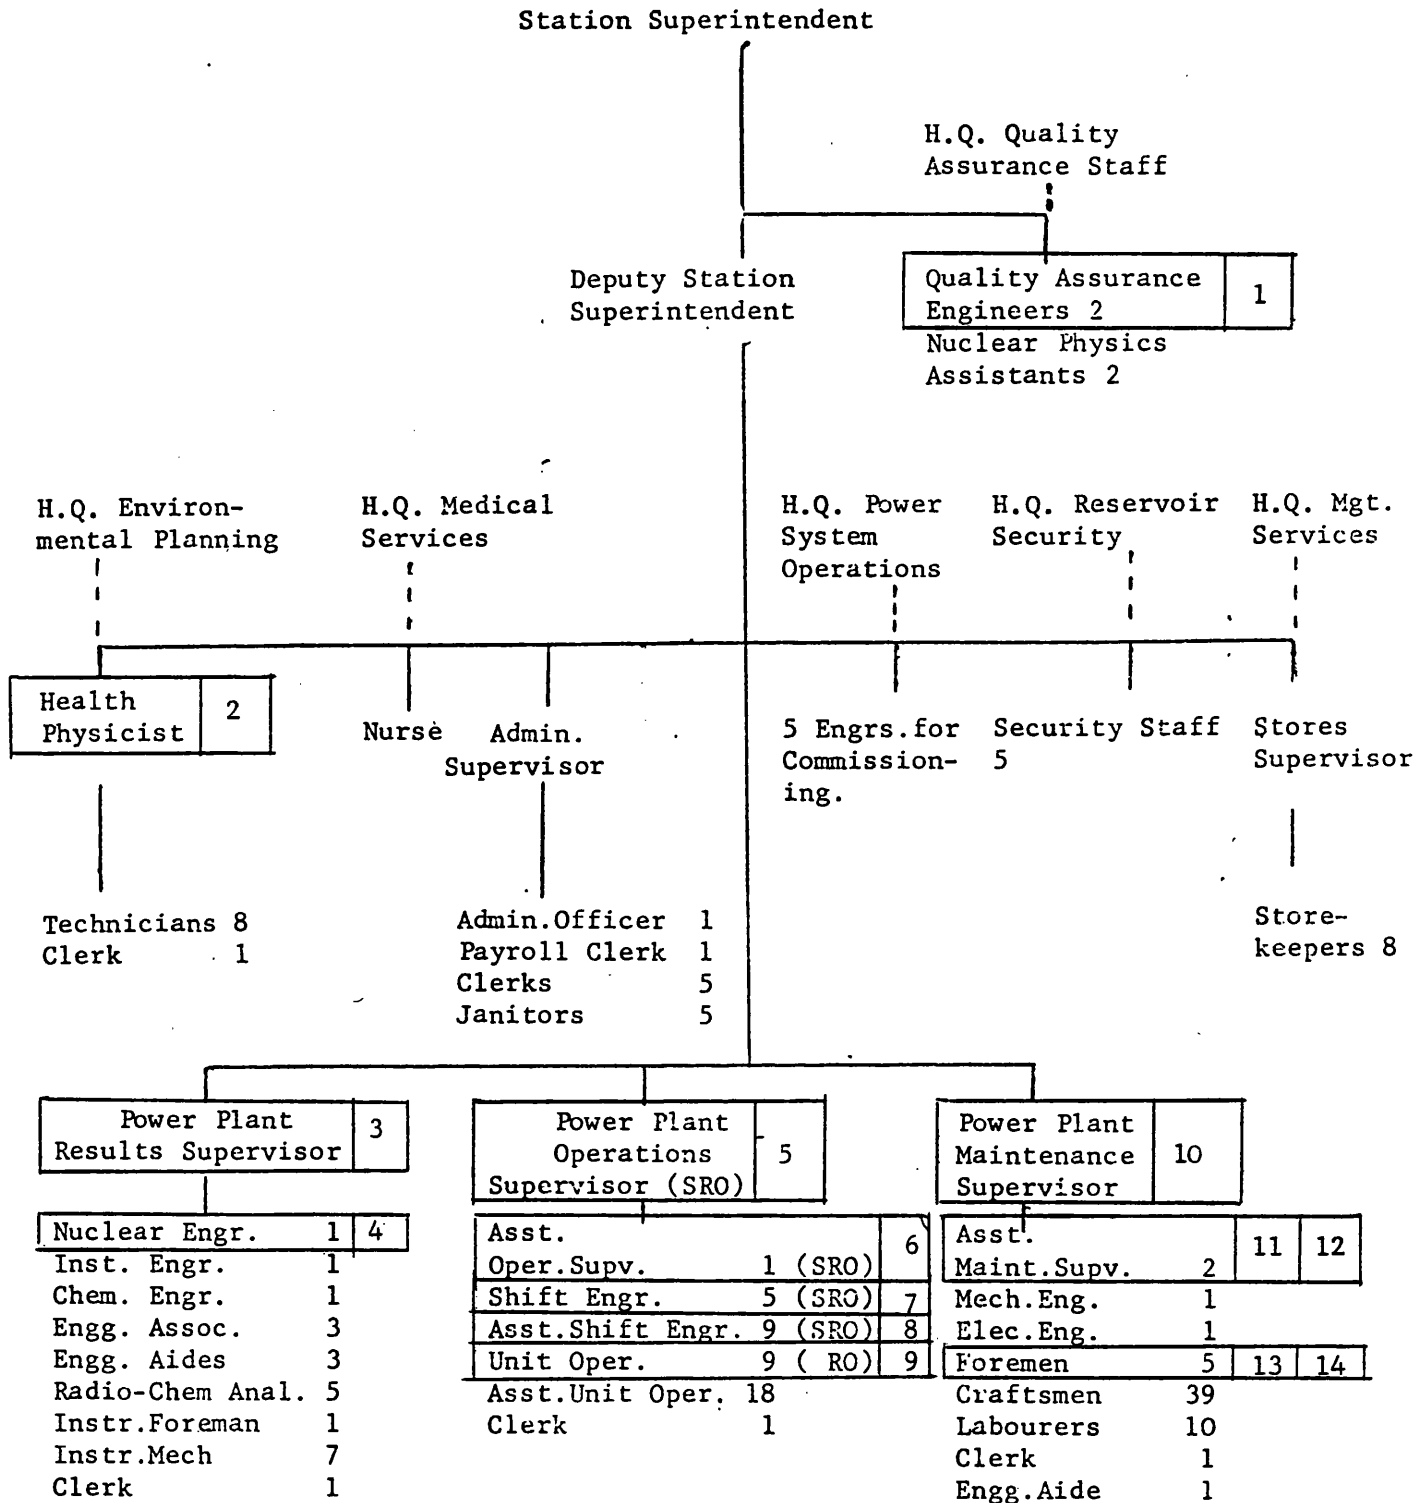 Station Superintendent
H.Q. Quality
Assurance Staff
Deputy Station
Superintendent
Quality Assurance
Engineers 2
1
Nuclear Physics
Assistants 2
H.Q. Environ-
mental Planning
H.Q. Medical
Services
H.Q. Power
System
Operations
H.Q. Reservoir
Security
H.Q. Mgt.
Services
Health
Physicist
2
Nurse
Admin.
Supervisor
5 Engrs.for
Commission-
ing.
Security Staff
5
Stores
Supervisor
Technicians 8
Clerk 1
Admin.Officer 1
Payroll Clerk 1
Clerks 5
Janitors 5
Store-
keepers 8
Power Plant
Results Supervisor
3
Nuclear Engr. 1 4
Inst. Engr. 1
Chem. Engr. 1
Engg. Assoc. 3
Engg. Aides 3
Radio-Chem Anal. 5
Instr.Foreman 1
Instr.Mech 7
Clerk 1
Power Plant
Operations
Supervisor (SRO)
5
Asst.
Oper.Supv. 1 (SRO) 6
Shift Engr. 5 (SRO) 7
Asst.Shift Engr. 9 (SRO) 8
Unit Oper. 9 ( RO) 9
Asst.Unit Oper. 18
Clerk 1
Power Plant
Maintenance
Supervisor
10
Asst.
Maint.Supv. 2 11 12
Mech.Eng. 1
Elec.Eng. 1
Foremen 5 13 14
Craftsmen 39
Labourers 10
Clerk 1
Engg.Aide 1